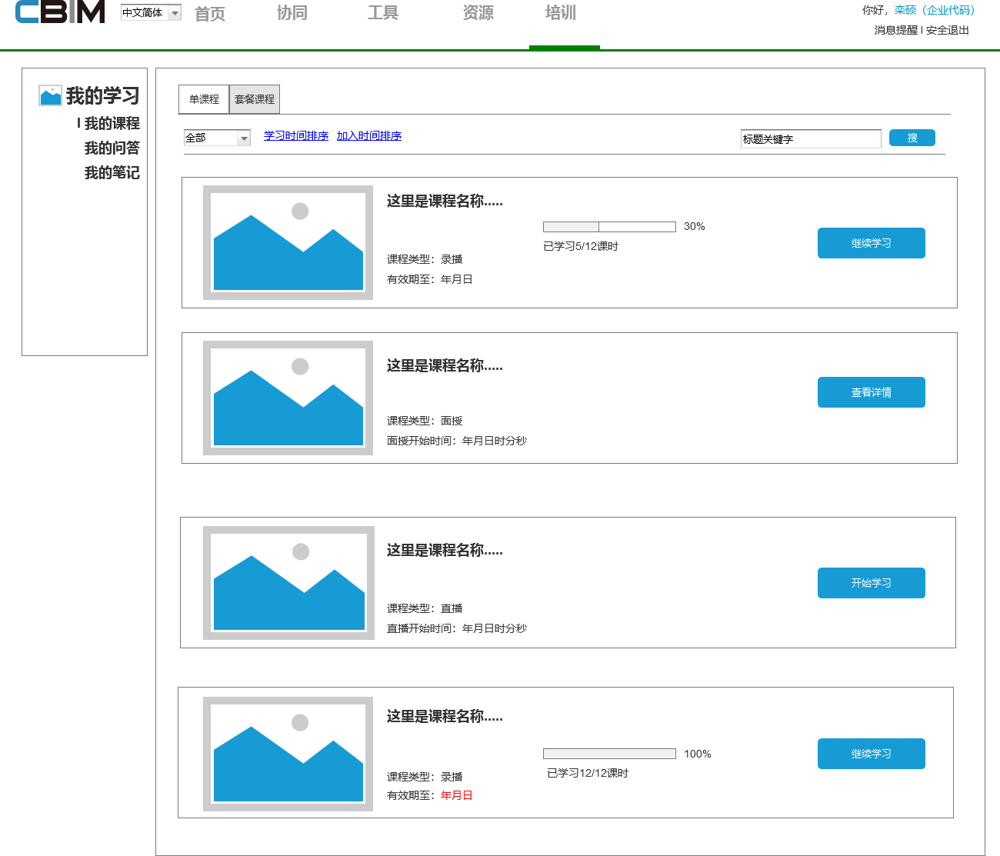 CBIM
中文简体
首页
协同
工具
资源
培训
你好，栾硕（企业代码）
消息提醒 I 安全退出
我的学习
I 我的课程
我的问答
我的笔记
单课程
套餐课程
全部
学习时间排序
加入时间排序
标题关键字
搜
这里是课程名称.....
30%
已学习5/12课时
继续学习
课程类型：录播
有效期至：年月日
这里是课程名称.....
查看详情
课程类型：面授
面授开始时间：年月日时分秒
这里是课程名称.....
开始学习
课程类型：直播
直播开始时间：年月日时分秒
这里是课程名称.....
100%
继续学习
已学习12/12课时
课程类型：录播
有效期至：年月日